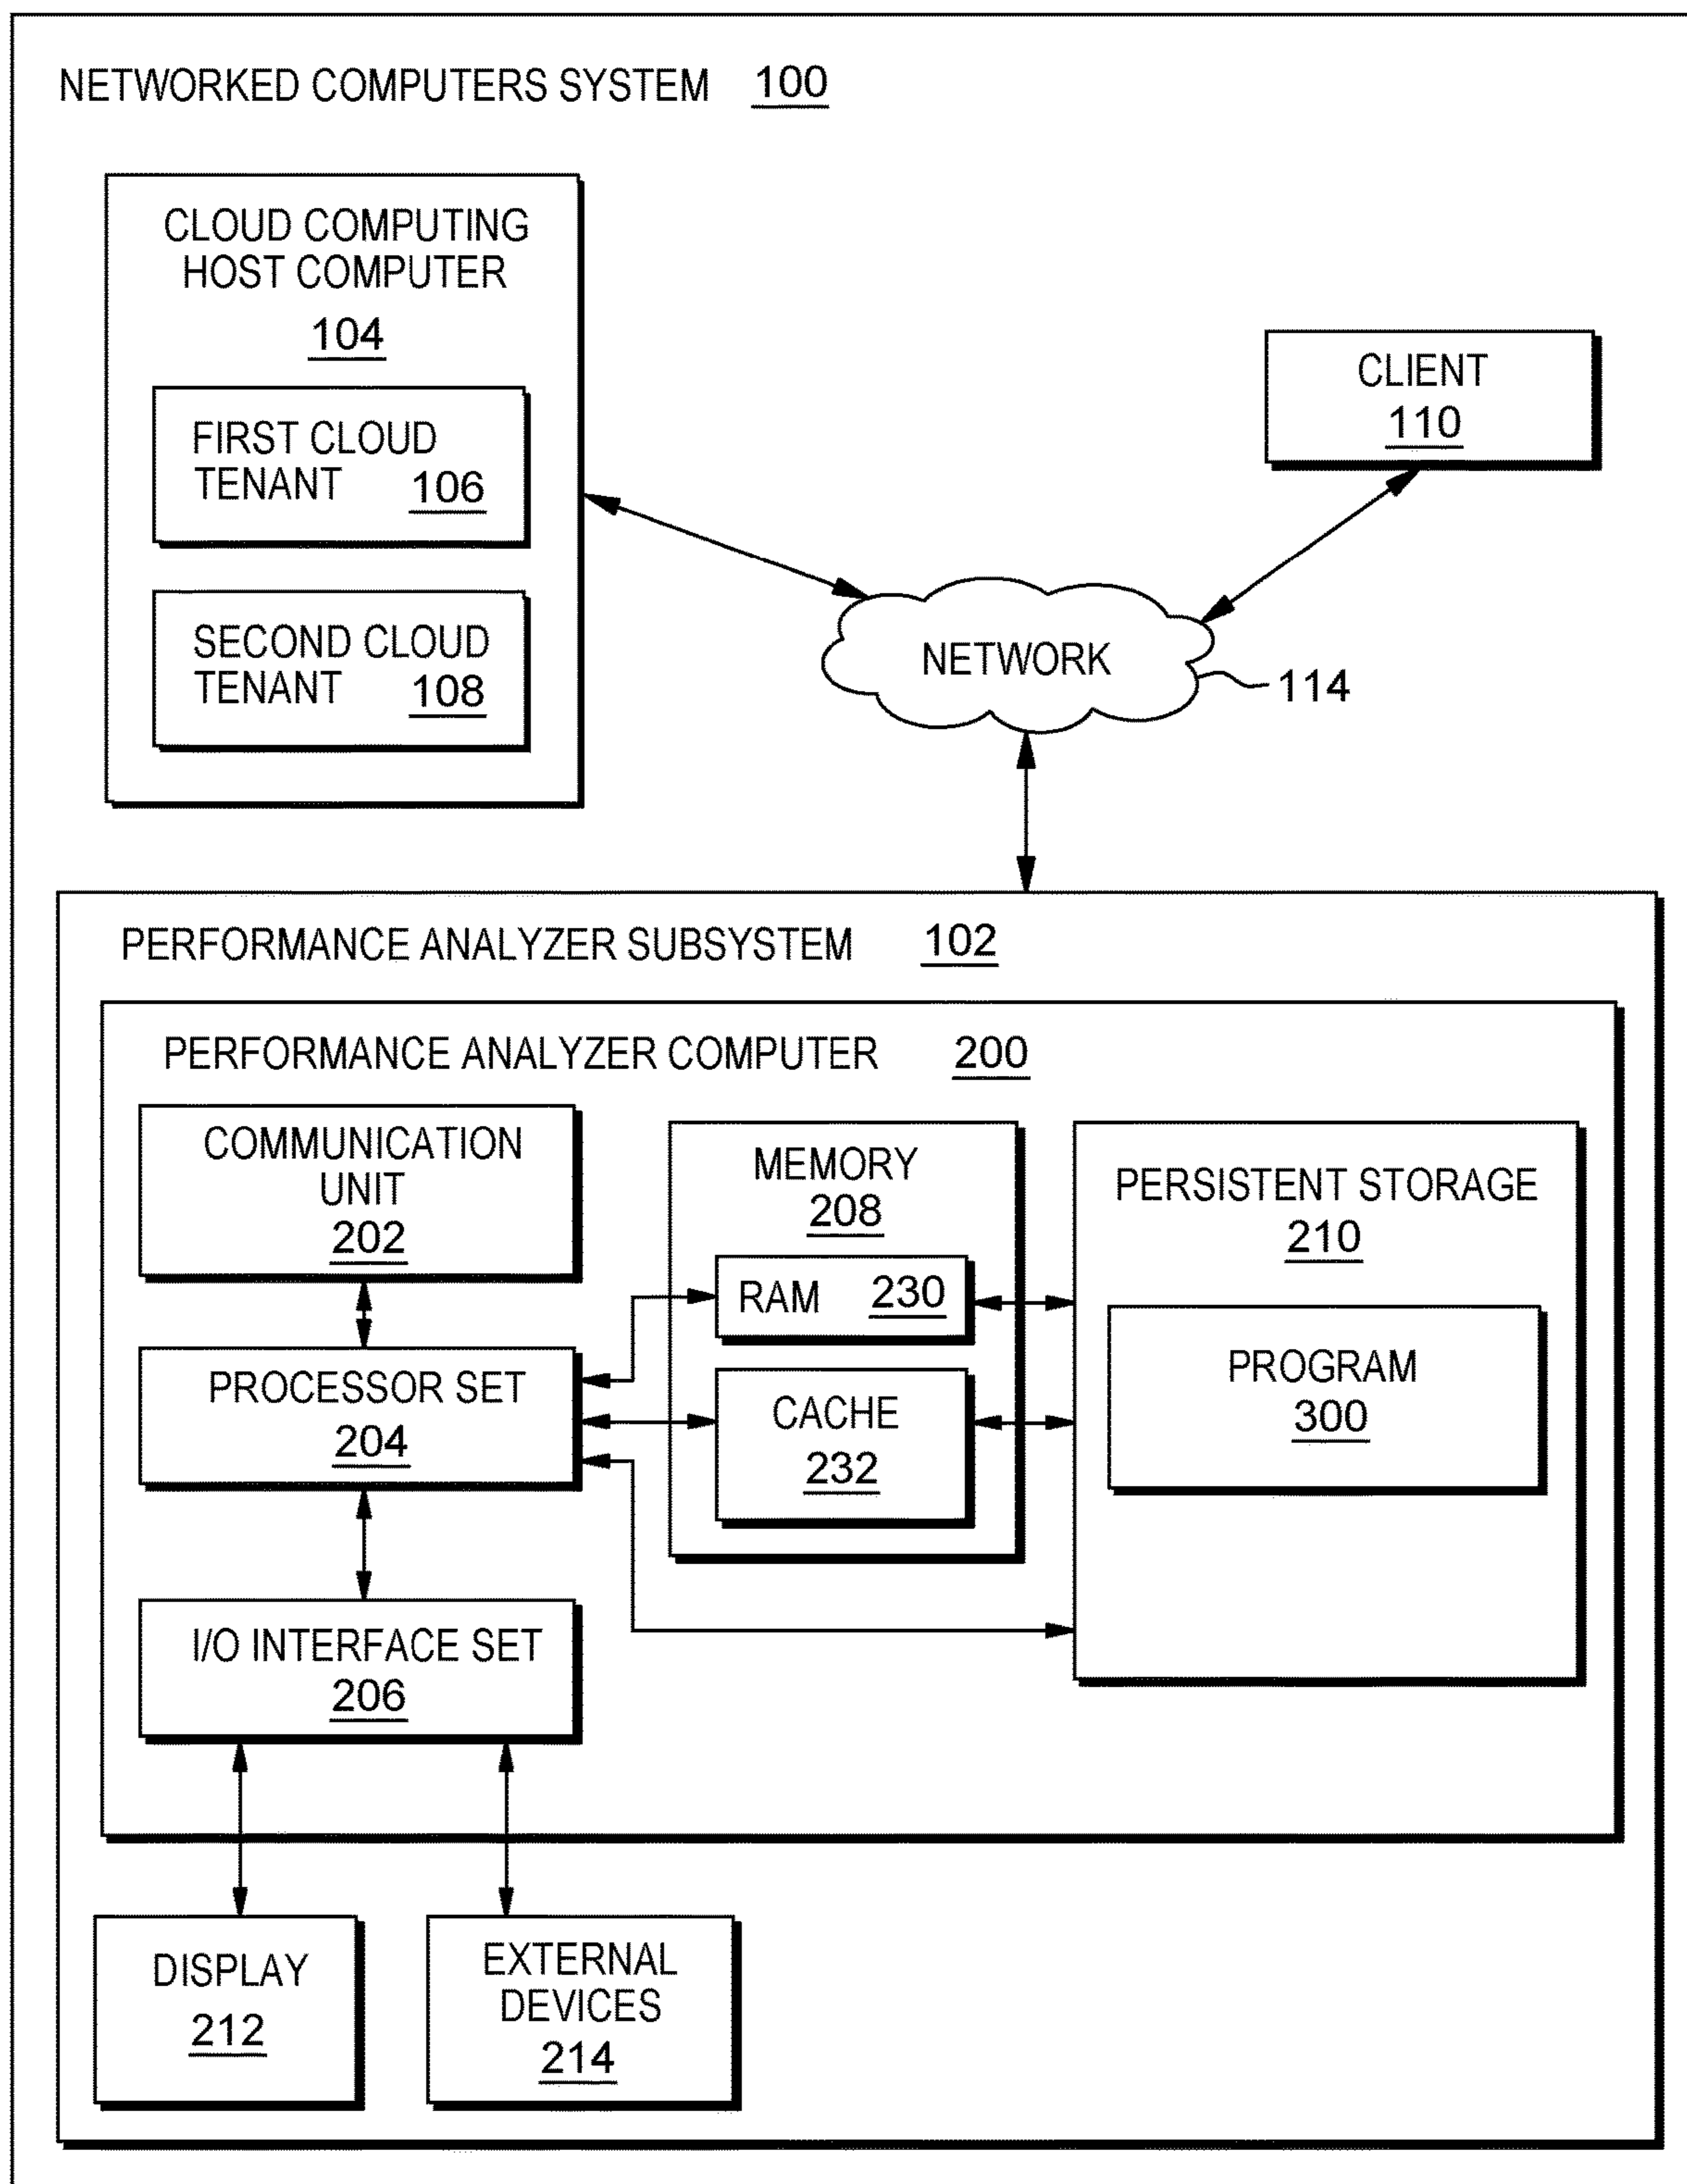 NETWORKED COMPUTERS SYSTEM 100
CLOUD COMPUTING
HOST COMPUTER
104
FIRST CLOUD
TENANT 106
SECOND CLOUD
TENANT 108
CLIENT
110
NETWORK
114
PERFORMANCE ANALYZER SUBSYSTEM 102
PERFORMANCE ANALYZER COMPUTER 200
COMMUNICATION
UNIT
202
PROCESSOR SET
204
I/O INTERFACE SET
206
MEMORY
208
RAM 230
CACHE
232
PERSISTENT STORAGE
210
PROGRAM
300
DISPLAY
212
EXTERNAL
DEVICES
214